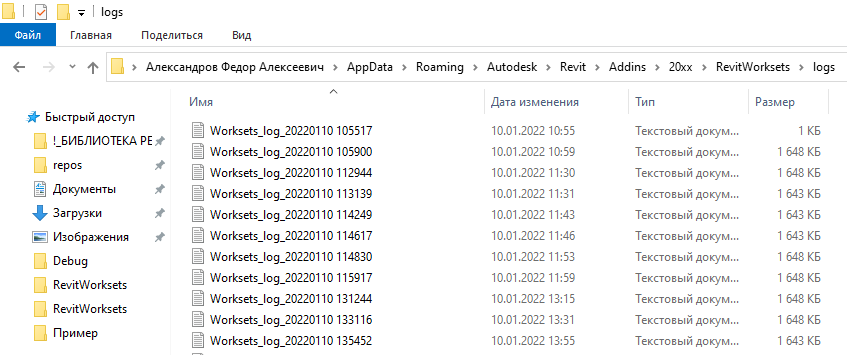 logs
Файл Главная Поделиться Вид
Александров Федор Алексеевич AppData Roaming Autodesk Revit Addins 20xx RevitWorksets logs
Имя Дата изменения Тип Размер
Быстрый доступ
!_БИБЛИОТЕКА РЕ
repos
Документы
Загрузки
Изображения
Debug
RevitWorksets
RevitWorksets
Пример
Worksets_log_20220110 105517 10.01.2022 10:55 Текстовый докум... 1 КБ
Worksets_log_20220110 105900 10.01.2022 10:59 Текстовый докум... 1 648 КБ
Worksets_log_20220110 112944 10.01.2022 11:30 Текстовый докум... 1 648 КБ
Worksets_log_20220110 113139 10.01.2022 11:31 Текстовый докум... 1 643 КБ
Worksets_log_20220110 114249 10.01.2022 11:43 Текстовый докум... 1 643 КБ
Worksets_log_20220110 114617 10.01.2022 11:46 Текстовый докум... 1 643 КБ
Worksets_log_20220110 114830 10.01.2022 11:53 Текстовый докум... 1 648 КБ
Worksets_log_20220110 115917 10.01.2022 11:59 Текстовый докум... 1 648 КБ
Worksets_log_20220110 131244 10.01.2022 13:15 Текстовый докум... 1 648 КБ
Worksets_log_20220110 133116 10.01.2022 13:31 Текстовый докум... 1 648 КБ
Worksets_log_20220110 135452 10.01.2022 13:55 Текстовый докум... 1 648 КБ